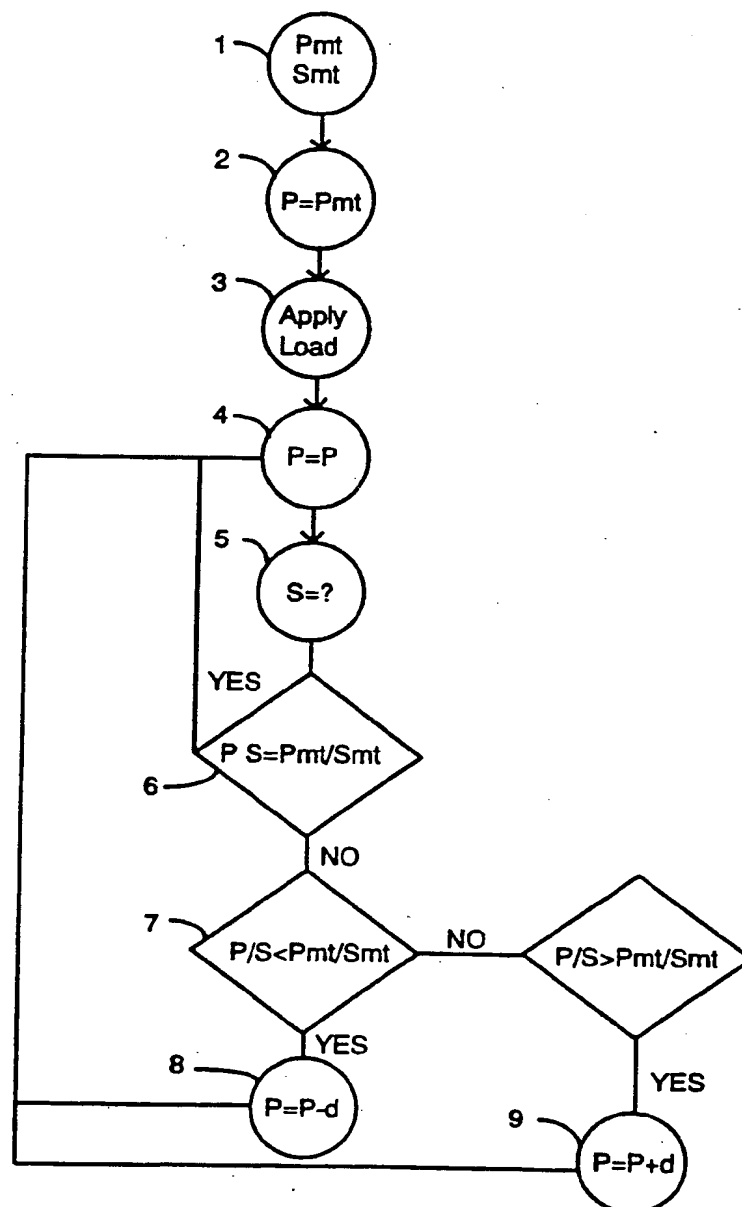 1
Pmt
Smt
2
P=Pmt
3
Apply
Load
4
P=P
5
S=?
YES
P S=Pmt/Smt
6
NO
7
P/S<Pmt/Smt
NO
P/S>Pmt/Smt
YES
8
P=P-d
YES
9
P=P+d